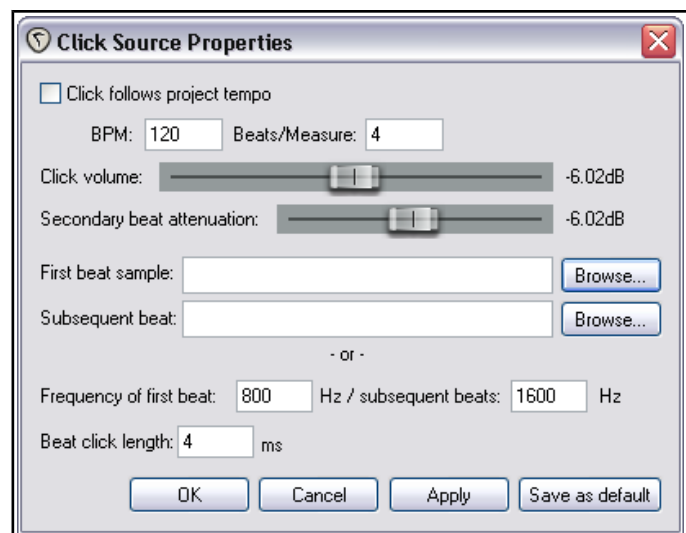 Click Source Properties
Click follows project tempo
BPM: 120 Beats/Measure: 4
Click volume: -6.02dB
Secondary beat attenuation: -6.02dB
First beat sample: Browse...
Subsequent beat: Browse...
- or -
Frequency of first beat: 800 Hz / subsequent beats: 1600 Hz
Beat click length: 4 ms
OK Cancel Apply Save as default